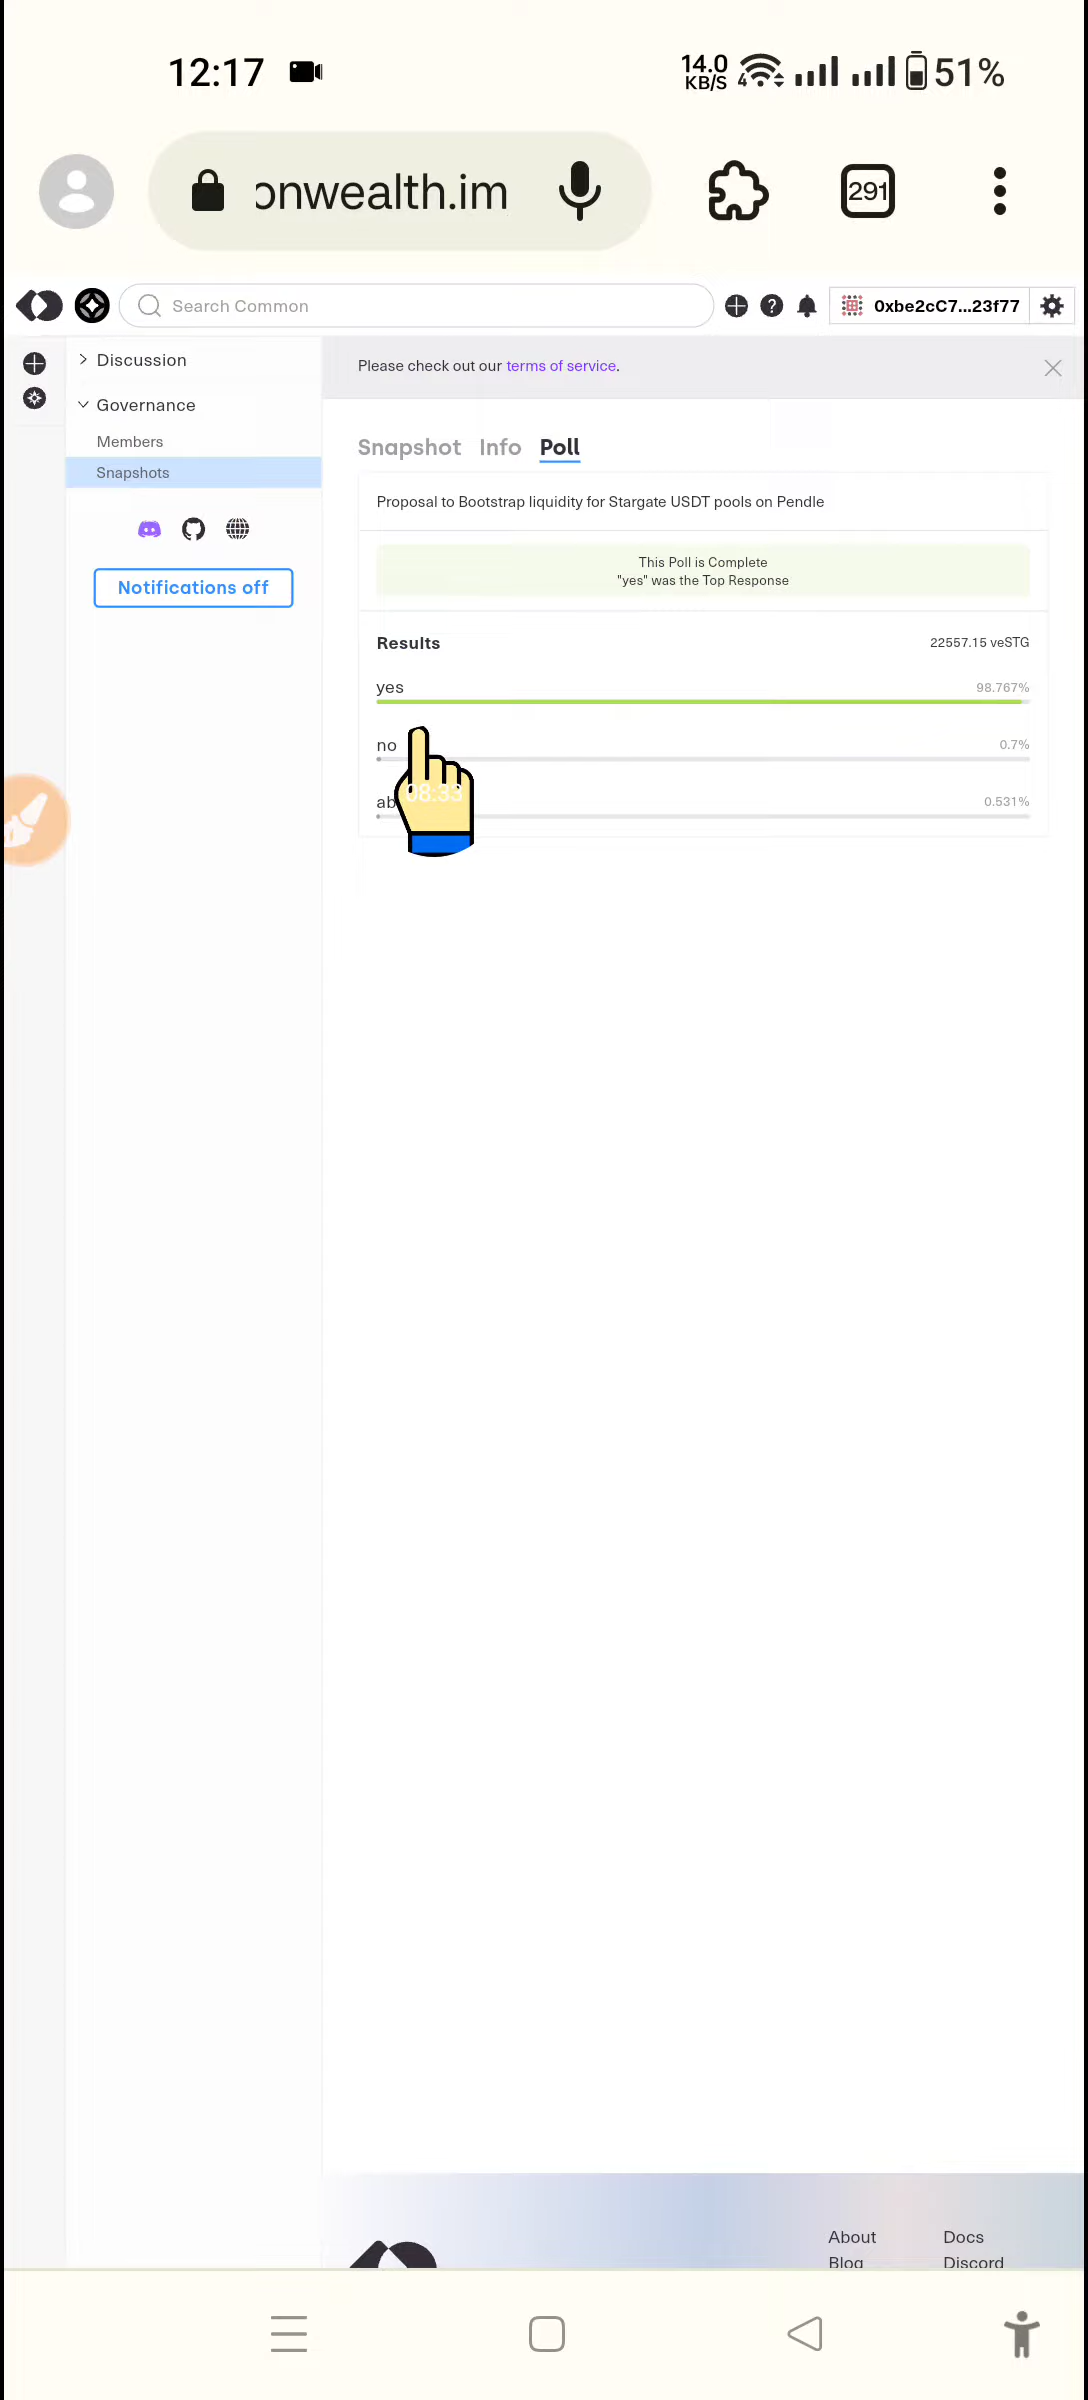 12:17
14.0
KB/S
51%
onwealth.im
291
Search Common
0xbe2cC7...23f77
Discussion
Please check out our terms of service.
Governance
Members
Snapshots
Notifications off
Snapshot Info Poll
Proposal to Bootstrap liquidity for Stargate USDT pools on Pendle
This Poll is Complete
"yes" was the Top Response
Results
22557.15 veSTG
yes
98.767%
no
0.7%
08:33
ab
0.531%
About
Docs
Blog
Discord